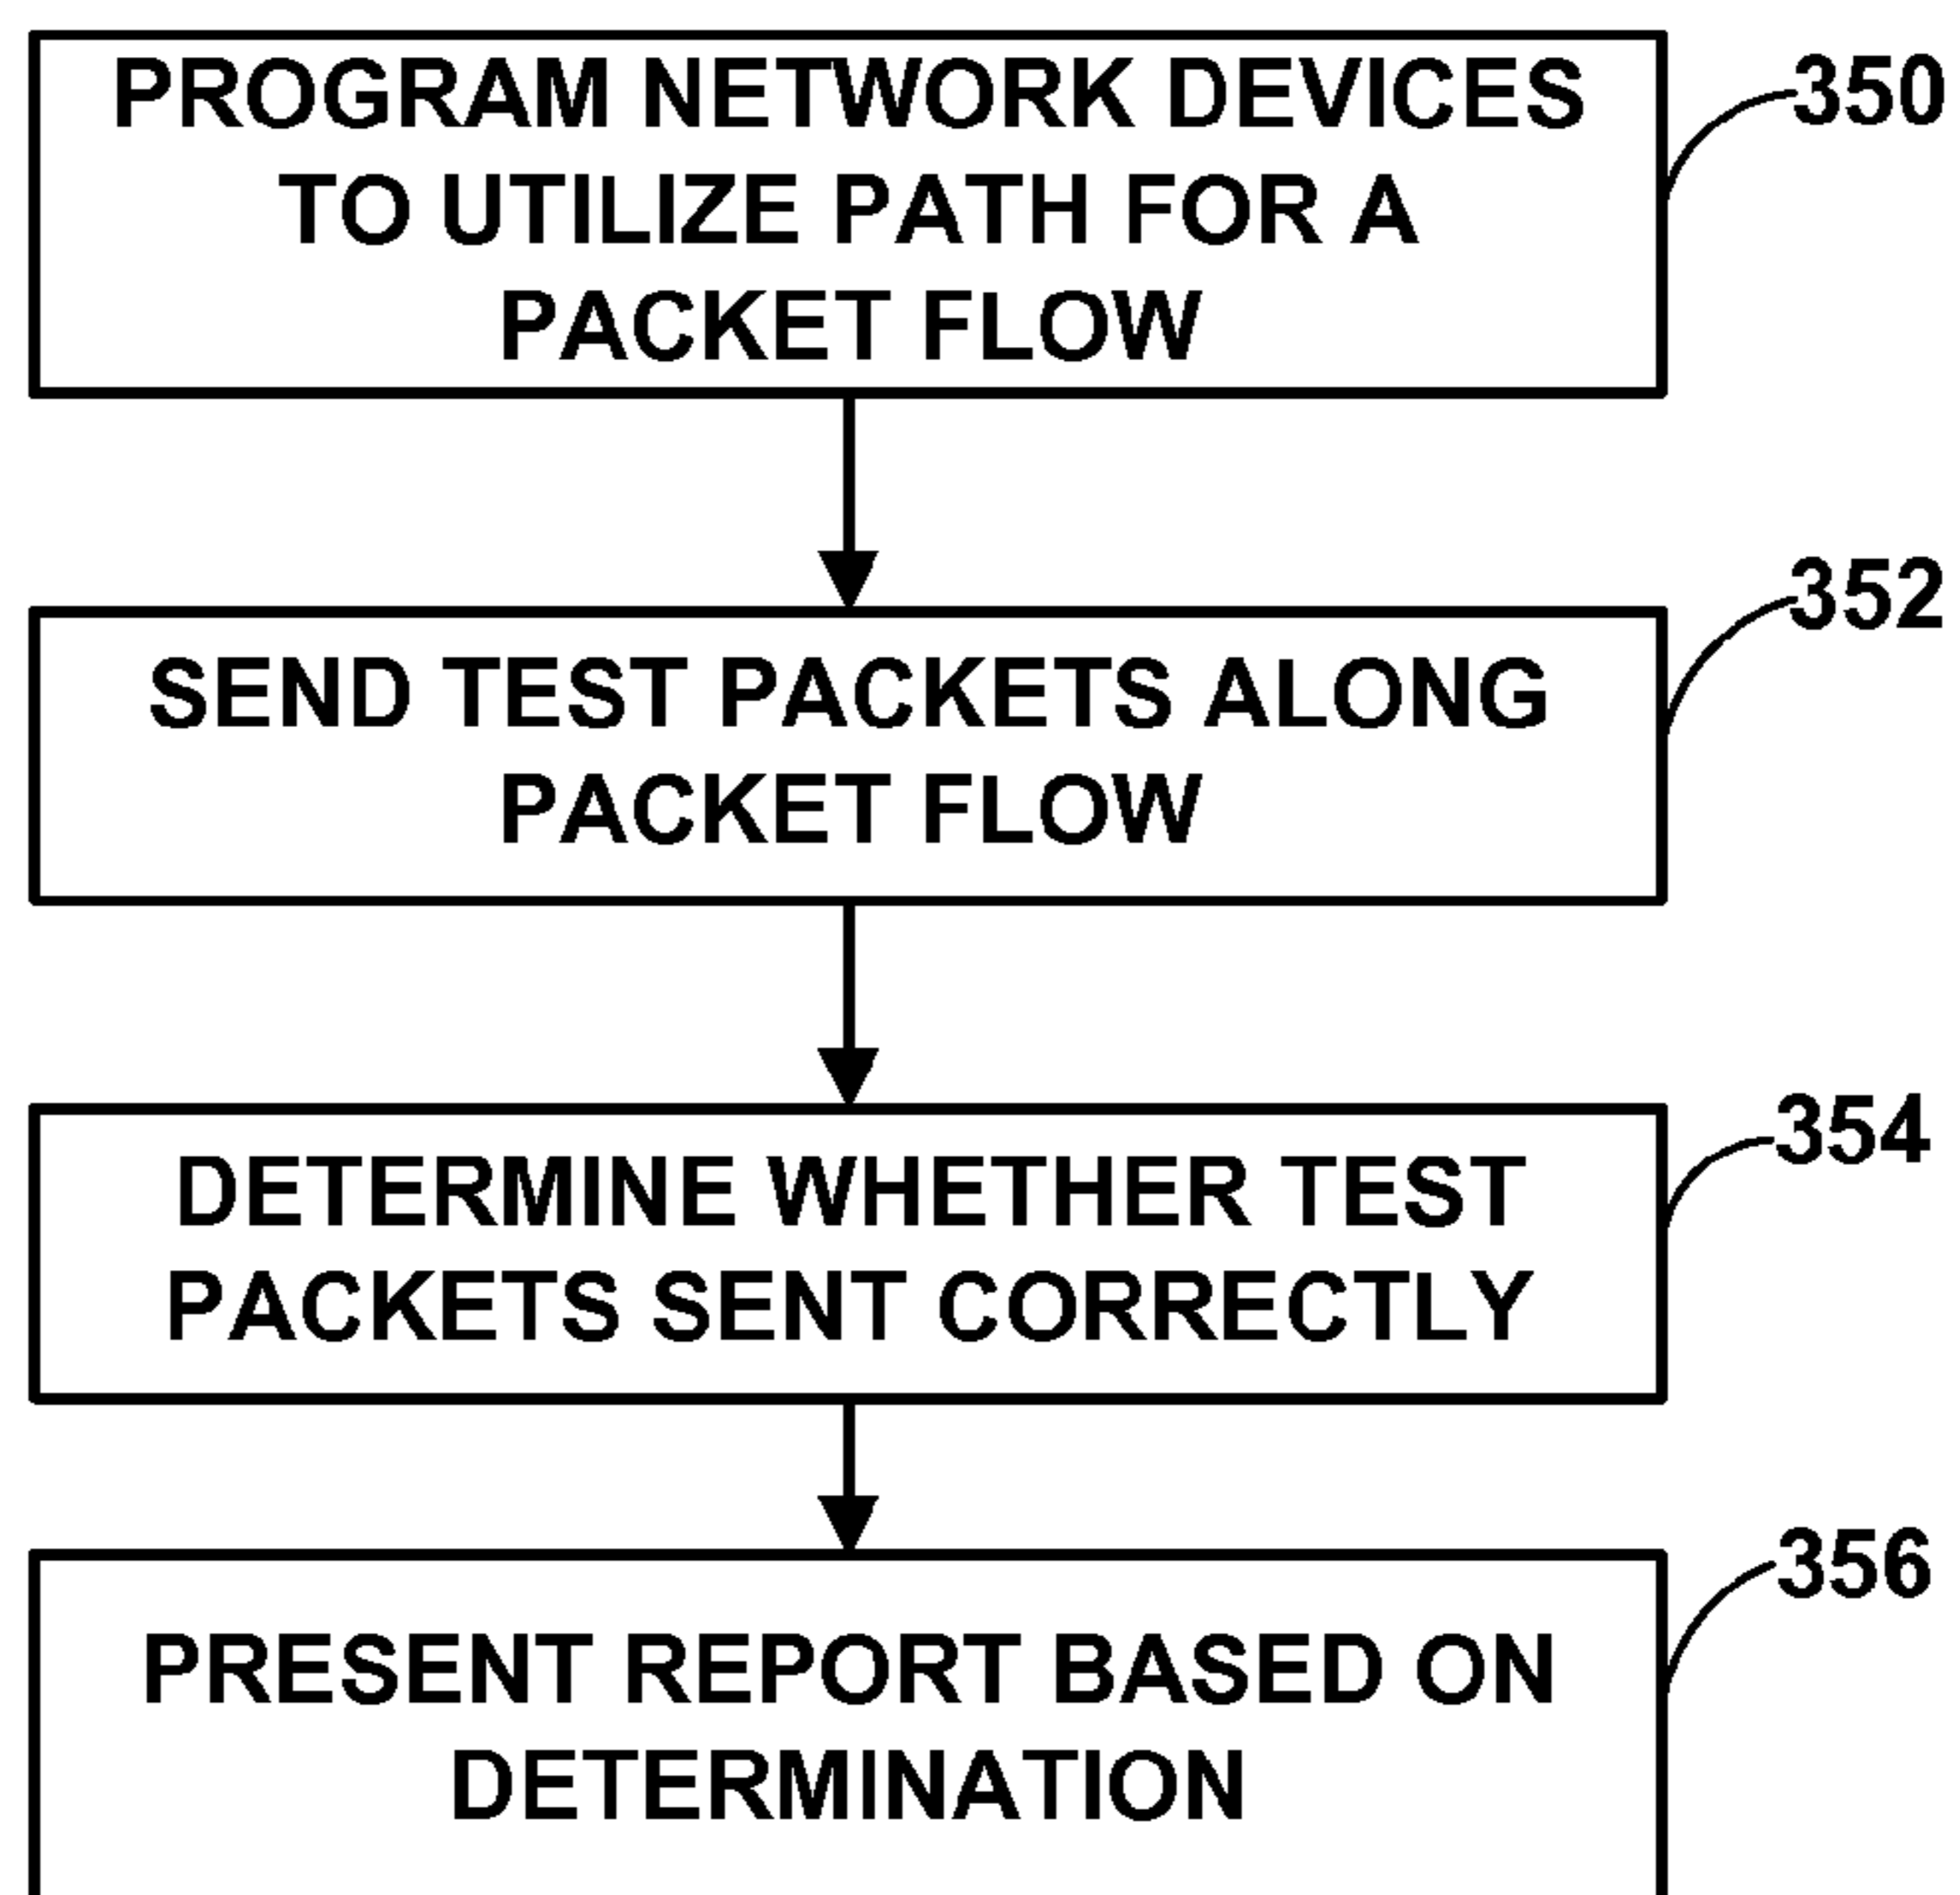 PROGRAM NETWORK DEVICES
TO UTILIZE PATH FOR A
PACKET FLOW
350
SEND TEST PACKETS ALONG
PACKET FLOW
352
DETERMINE WHETHER TEST
PACKETS SENT CORRECTLY
354
PRESENT REPORT BASED ON
DETERMINATION
356